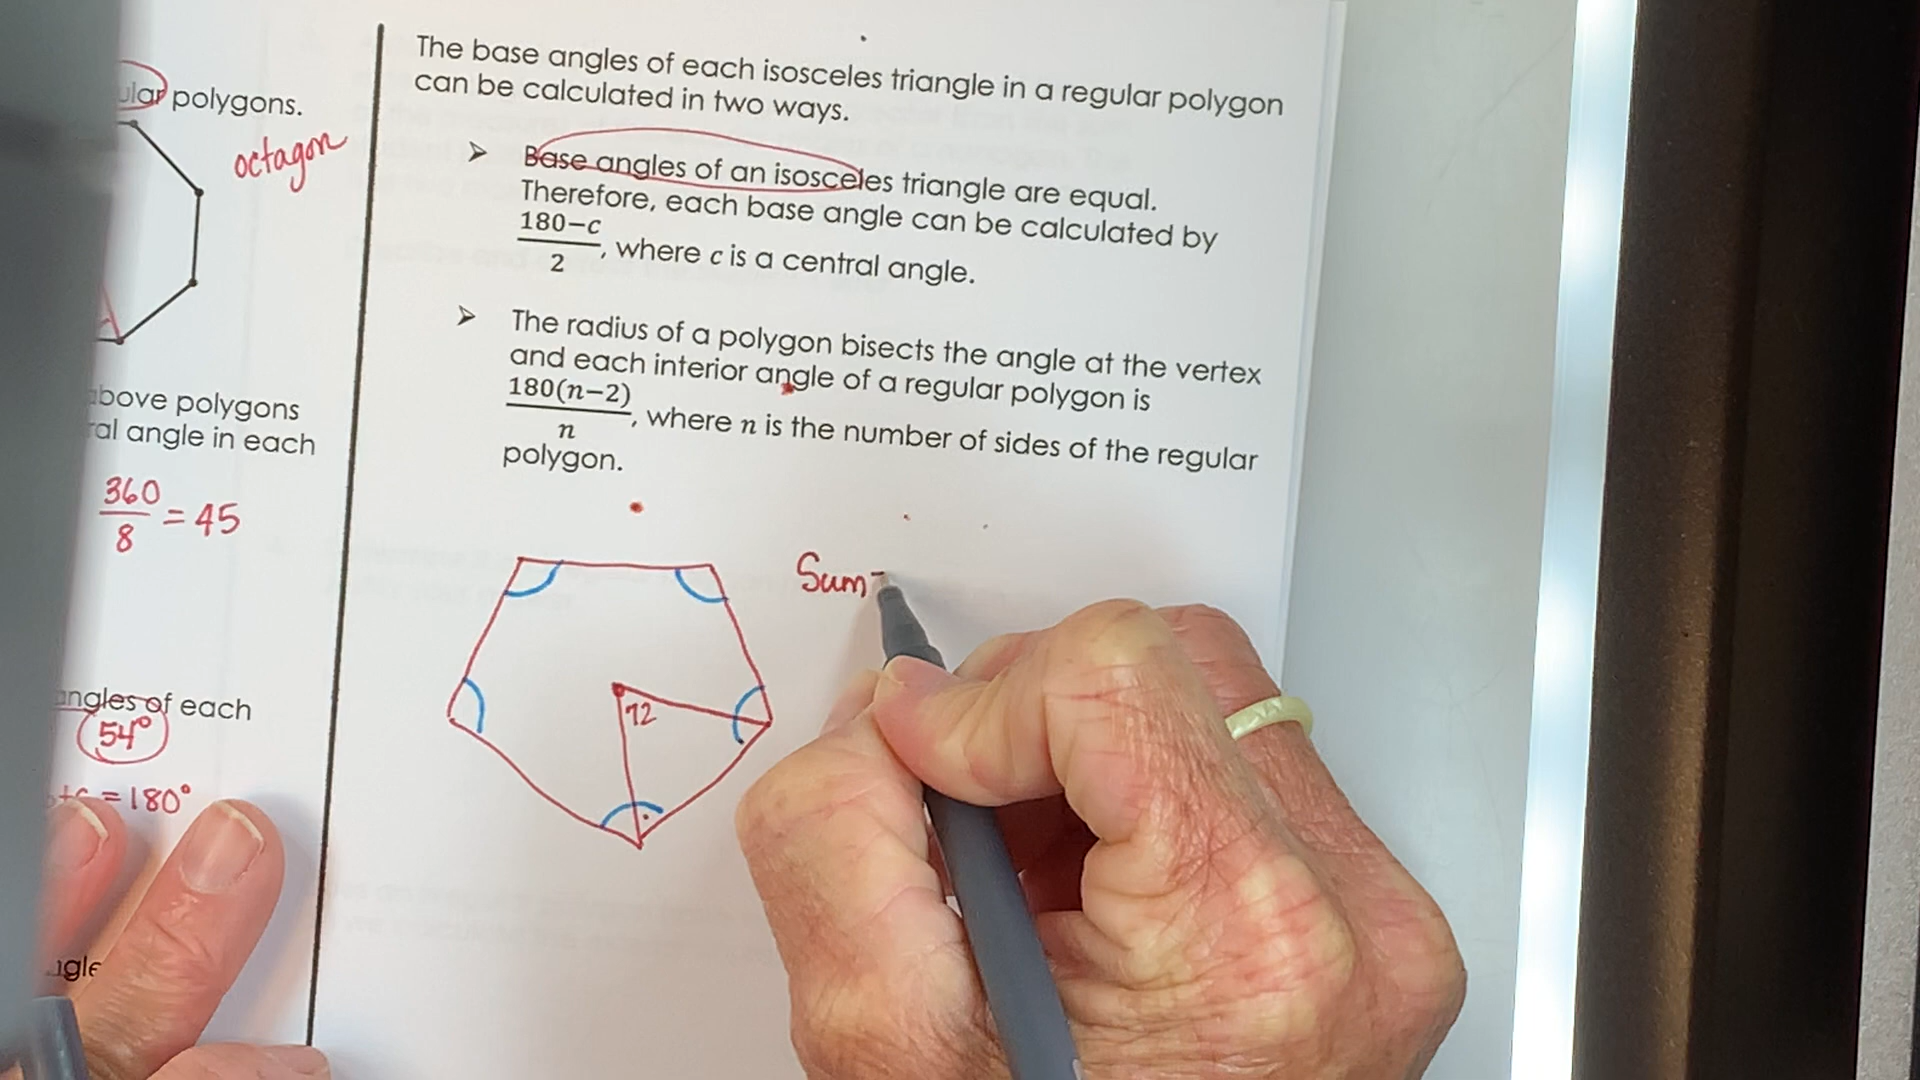 polygons.
octagon
above polygons
angle in each
360
8
= 45
angles of each
54°
= 180°
The base angles of each isosceles triangle in a regular polygon
can be calculated in two ways.
➤ Base angles of an isosceles triangle are equal.
Therefore, each base angle can be calculated by
180−c
2
, where c is a central angle.
➤ The radius of a polygon bisects the angle at the vertex
and each interior angle of a regular polygon is
180(n−2)
n
, where n is the number of sides of the regular
polygon.
Sum
72